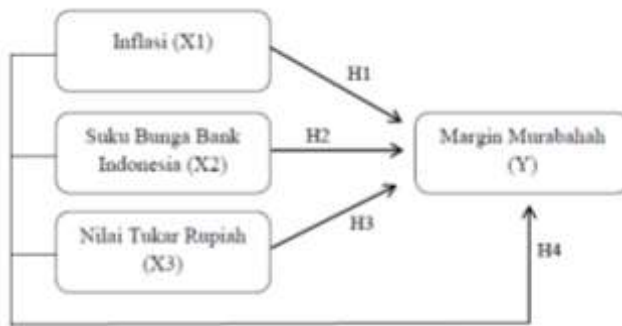 Inflasi (X1)
H1
Suku Bunga Bank
Indonesia (X2)
H2
Margin Murabahah
(Y)
Nilai Tukar Rupiah
(X3)
H3
H4